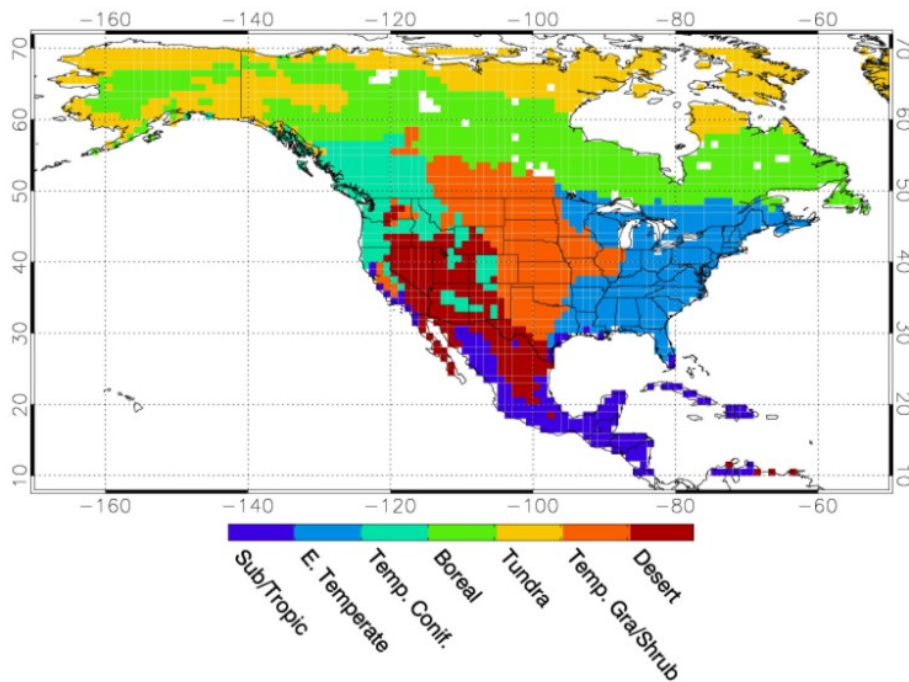 −160 −140 −120 −100 −80 −60
70 70
60 60
50 50
40 40
30 30
20 20
10 10
−160 −140 −120 −100 −80 −60
Sub/Tropic
E. Temperate
Temp. Conif.
Boreal
Tundra
Temp. Gra/Shrub
Desert